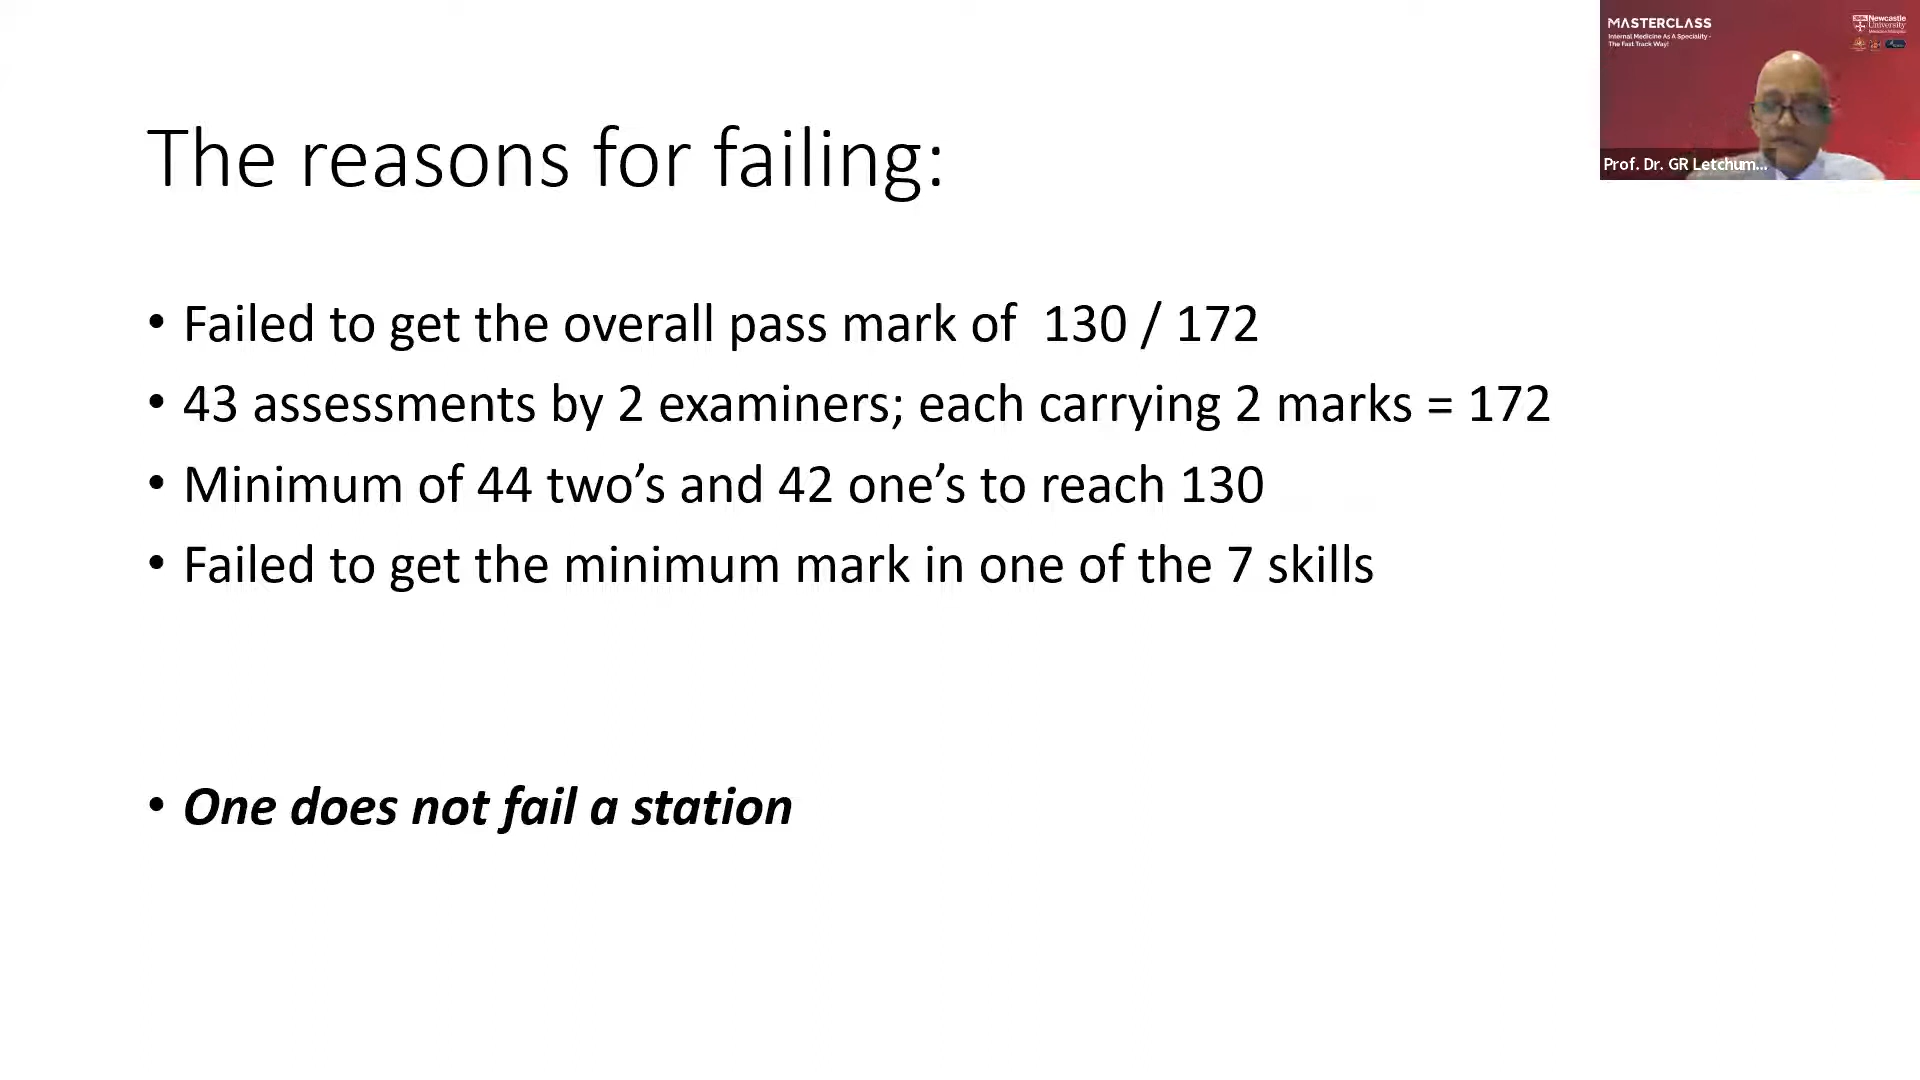 MASTERCLASS
Internal Medicine As A Speciality -
The Fast Track Way!
Newcastle
University
Prof. Dr. GR Letchum...
The reasons for failing:
• Failed to get the overall pass mark of  130 / 172
• 43 assessments by 2 examiners; each carrying 2 marks = 172
• Minimum of 44 two’s and 42 one’s to reach 130
• Failed to get the minimum mark in one of the 7 skills
• One does not fail a station